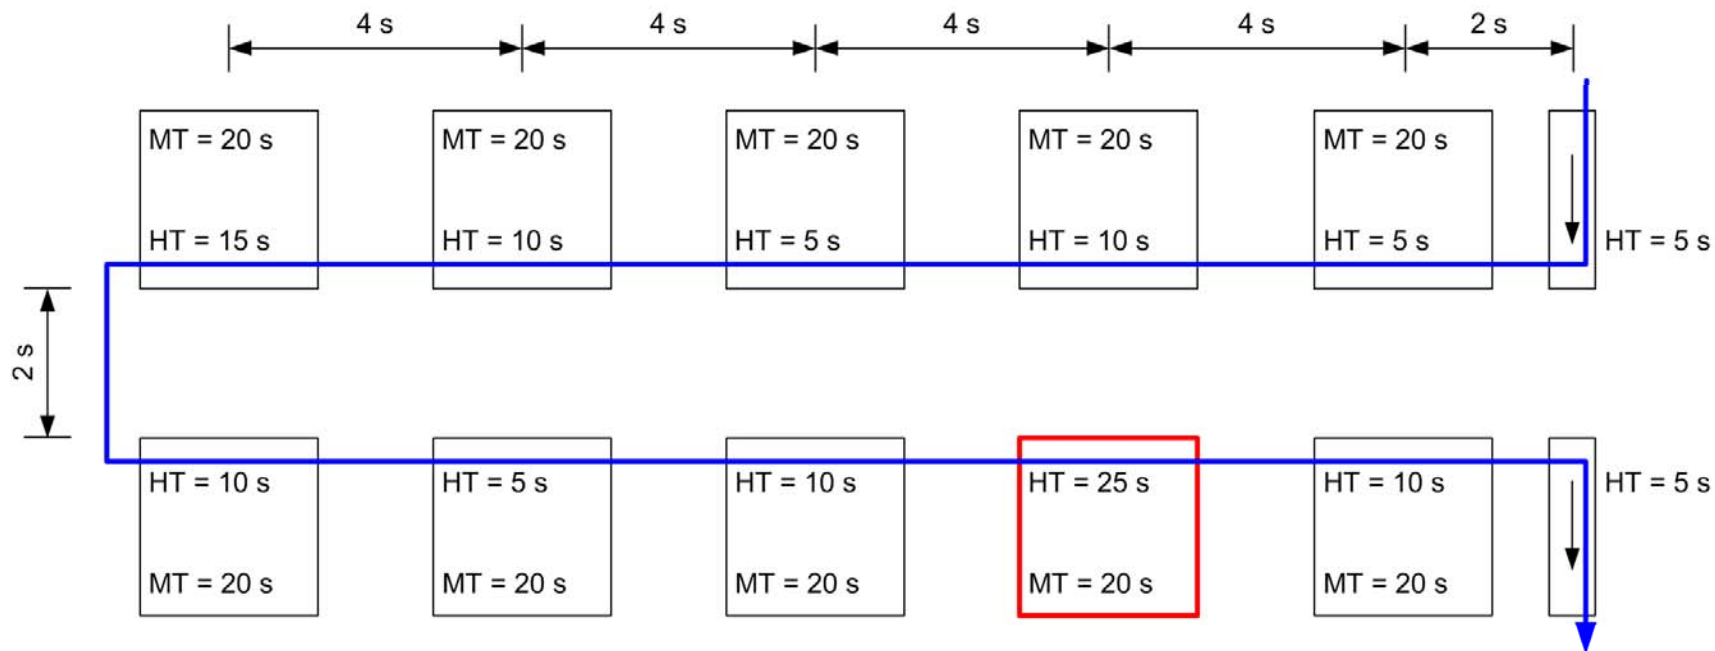 4 s
4 s
4 s
4 s
2 s
MT = 20 s
MT = 20 s
MT = 20 s
MT = 20 s
MT = 20 s
HT = 15 s
HT = 10 s
HT = 5 s
HT = 10 s
HT = 5 s
HT = 5 s
2 s
HT = 10 s
HT = 5 s
HT = 10 s
HT = 25 s
HT = 10 s
HT = 5 s
MT = 20 s
MT = 20 s
MT = 20 s
MT = 20 s
MT = 20 s